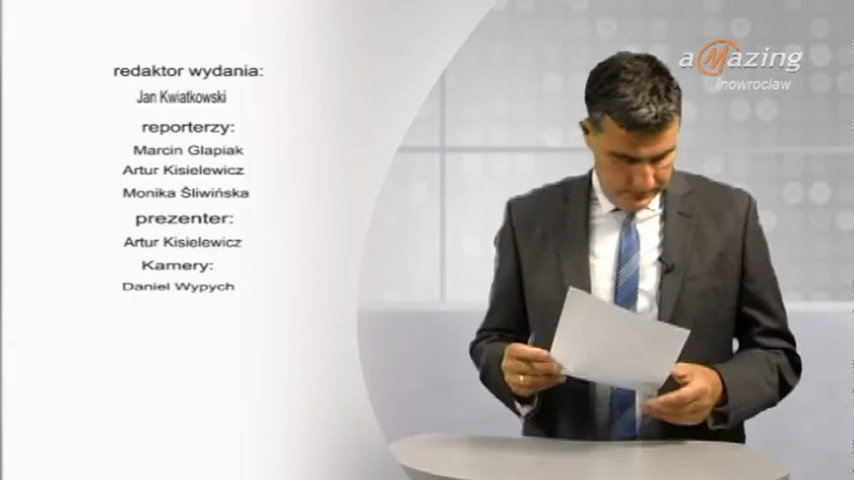 redaktor wydania:
Jan Kwiatkowski
reporterzy:
Marcin Glapiak
Artur Kisielewicz
Monika Śliwińska
prezenter:
Artur Kisielewicz
Kamery:
Daniel Wypych
aMazing
Inowrocław